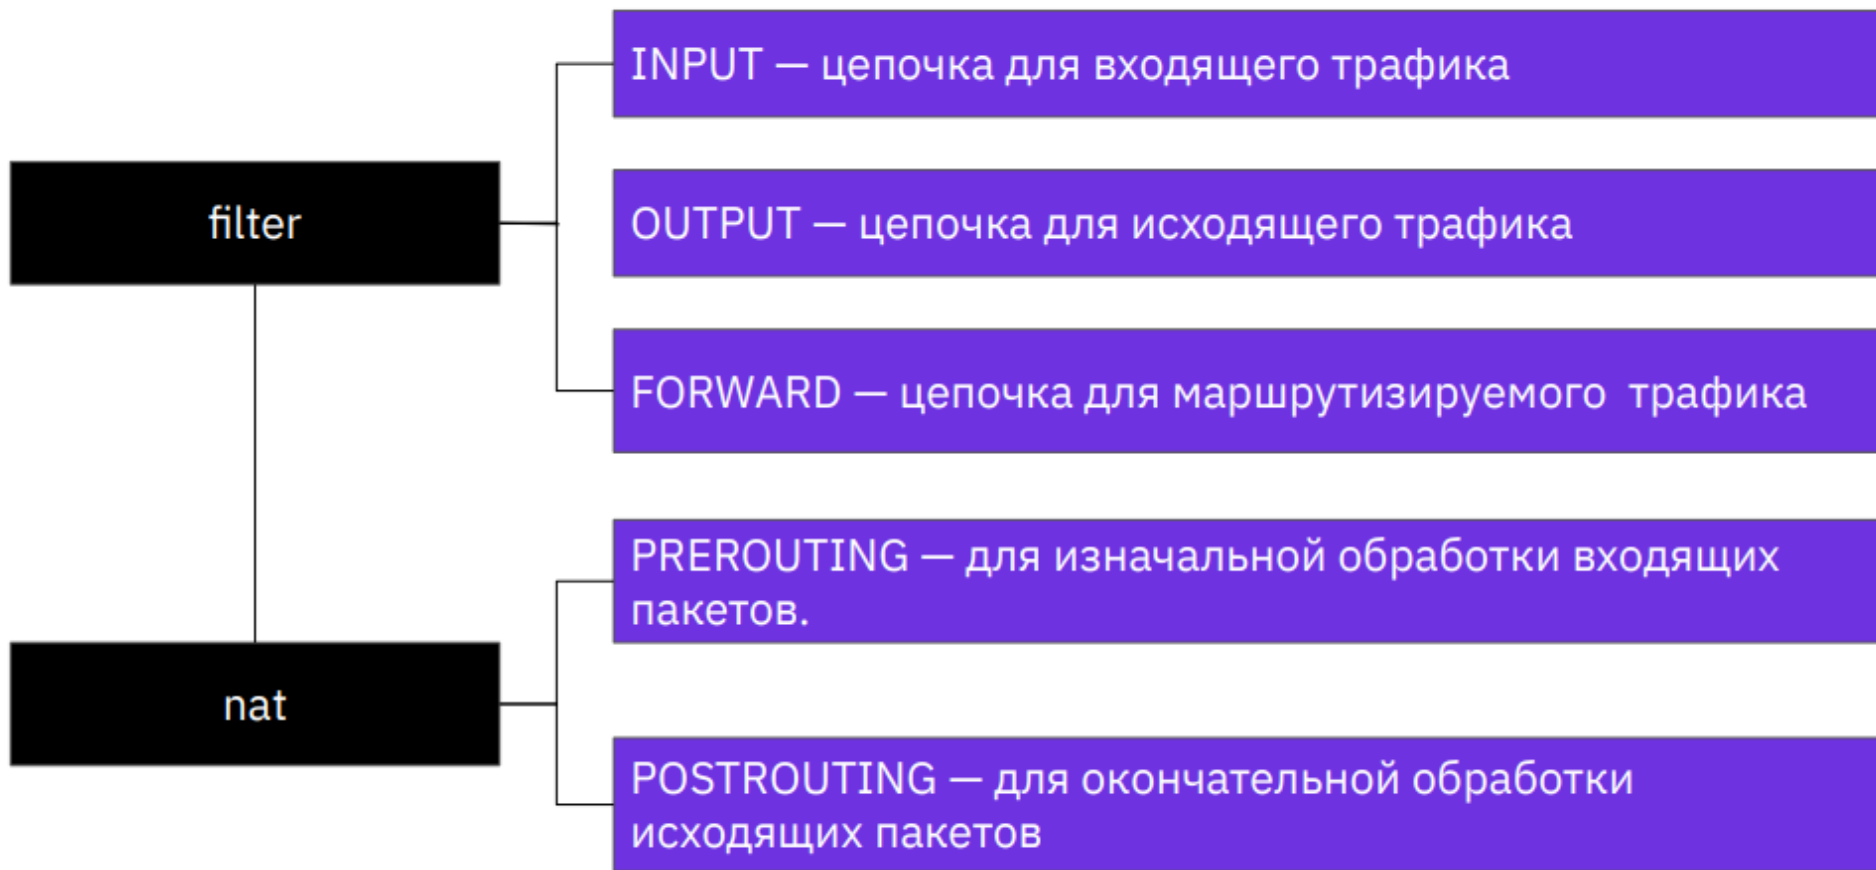 INPUT — цепочка для входящего трафика
filter
OUTPUT — цепочка для исходящего трафика
FORWARD — цепочка для маршрутизируемого  трафика
PREROUTING — для изначальной обработки входящих
пакетов.
nat
POSTROUTING — для окончательной обработки
исходящих пакетов